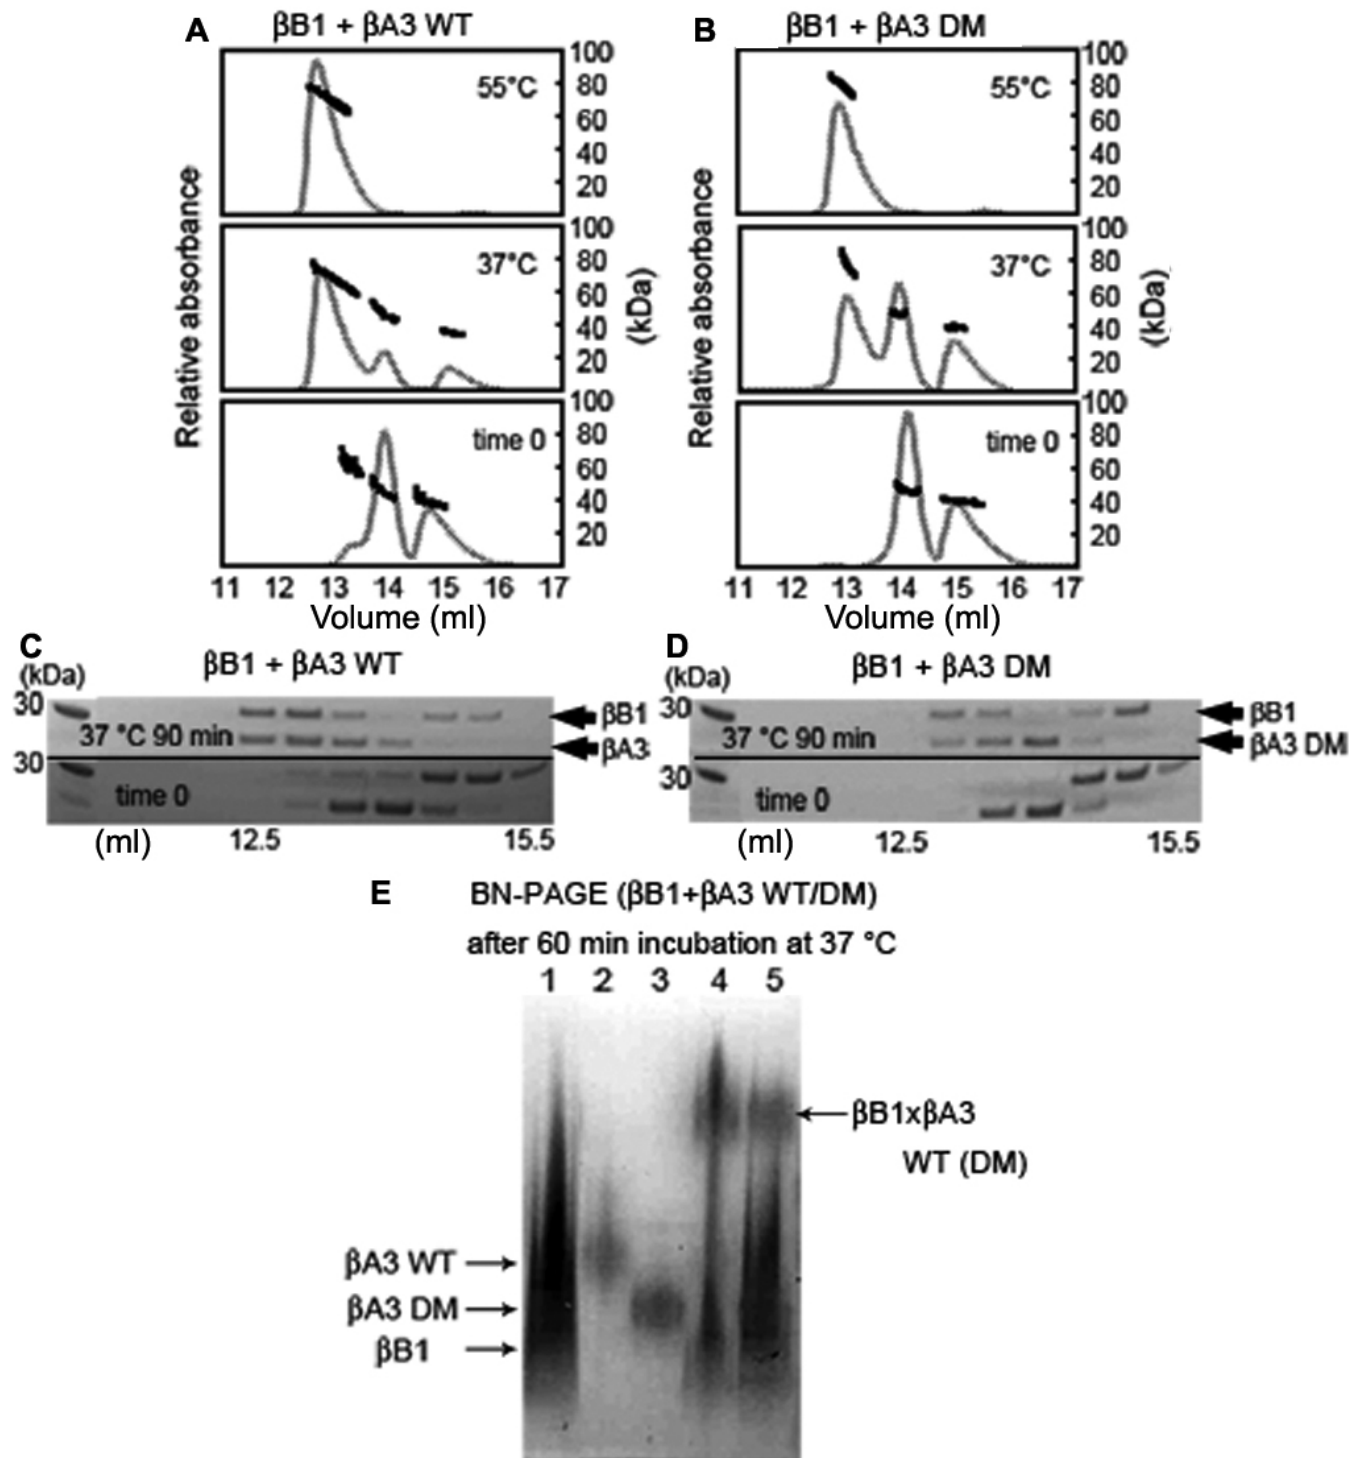 A βB1 + βA3 WT
B βB1 + βA3 DM
55°C
100
80
60
40
20
37°C
100
80
60
40
20
time 0
100
80
60
40
20
Relative absorbance
(kDa)
11 12 13 14 15 16 17
Volume (ml)
55°C
100
80
60
40
20
37°C
100
80
60
40
20
time 0
100
80
60
40
20
Relative absorbance
(kDa)
11 12 13 14 15 16 17
Volume (ml)
C
(kDa)
βB1 + βA3 WT
30
37 °C 90 min
βB1
βA3
30
time 0
(ml) 12.5 15.5
D
(kDa)
βB1 + βA3 DM
30
37 °C 90 min
βB1
βA3 DM
30
time 0
(ml) 12.5 15.5
E BN-PAGE (βB1+βA3 WT/DM)
after 60 min incubation at 37 °C
1 2 3 4 5
βB1xβA3
WT (DM)
βA3 WT
βA3 DM
βB1